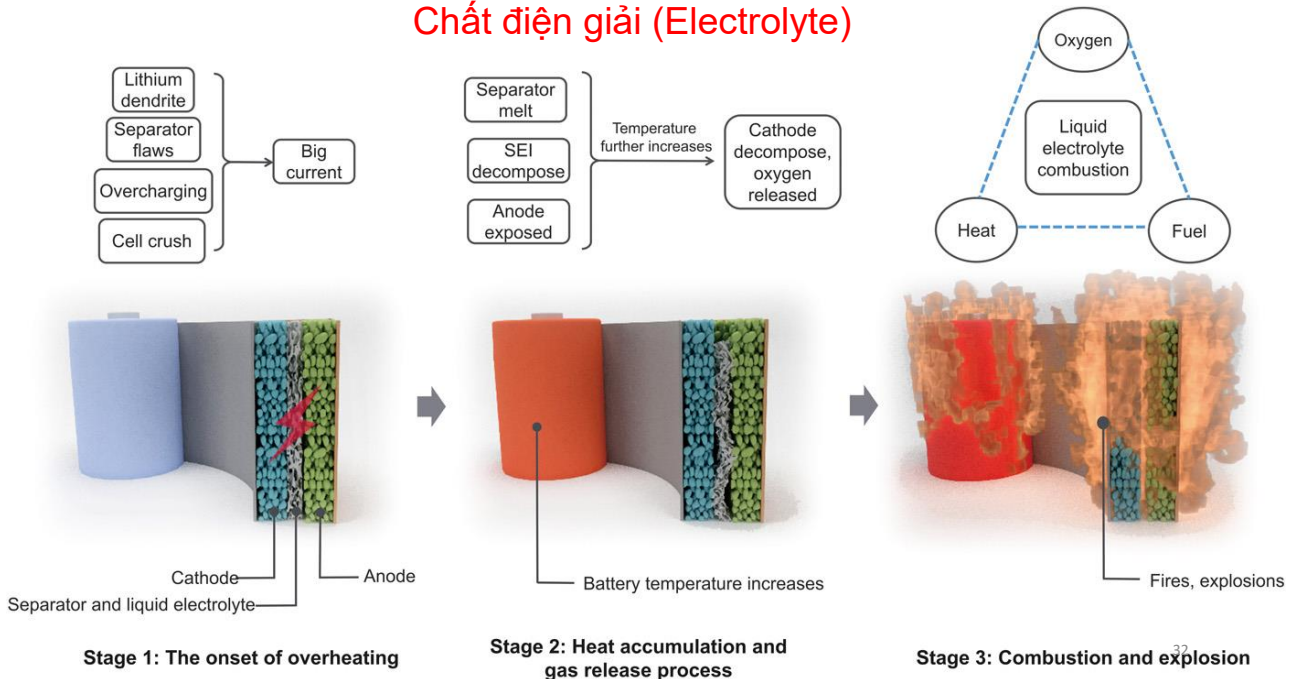 Chất điện giải (Electrolyte)
Lithium
dendrite
Separator
flaws
Overcharging
Cell crush
Big
current
Separator
melt
SEI
decompose
Anode
exposed
Temperature
further increases
Cathode
decompose,
oxygen
released
Oxygen
Liquid
electrolyte
combustion
Heat
Fuel
Cathode
Anode
Separator and liquid electrolyte
Battery temperature increases
Fires, explosions
Stage 1: The onset of overheating
Stage 2: Heat accumulation and
gas release process
Stage 3: Combustion and explosion
32